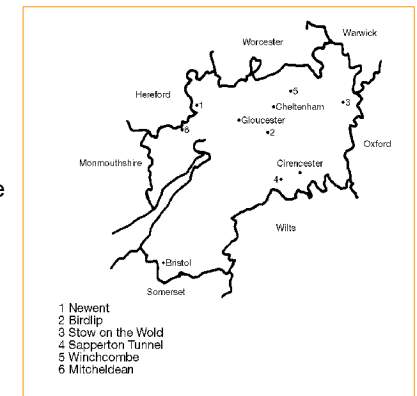 Warwick
Worcester
Hereford
5
1
Cheltenham
3
Gloucester
6
2
Oxford
Monmouthshire
Cirencester
4
Wilts
Bristol
Somerset
1 Newent
2 Birdlip
3 Stow on the Wold
4 Sapperton Tunnel
5 Winchcombe
6 Mitcheldean